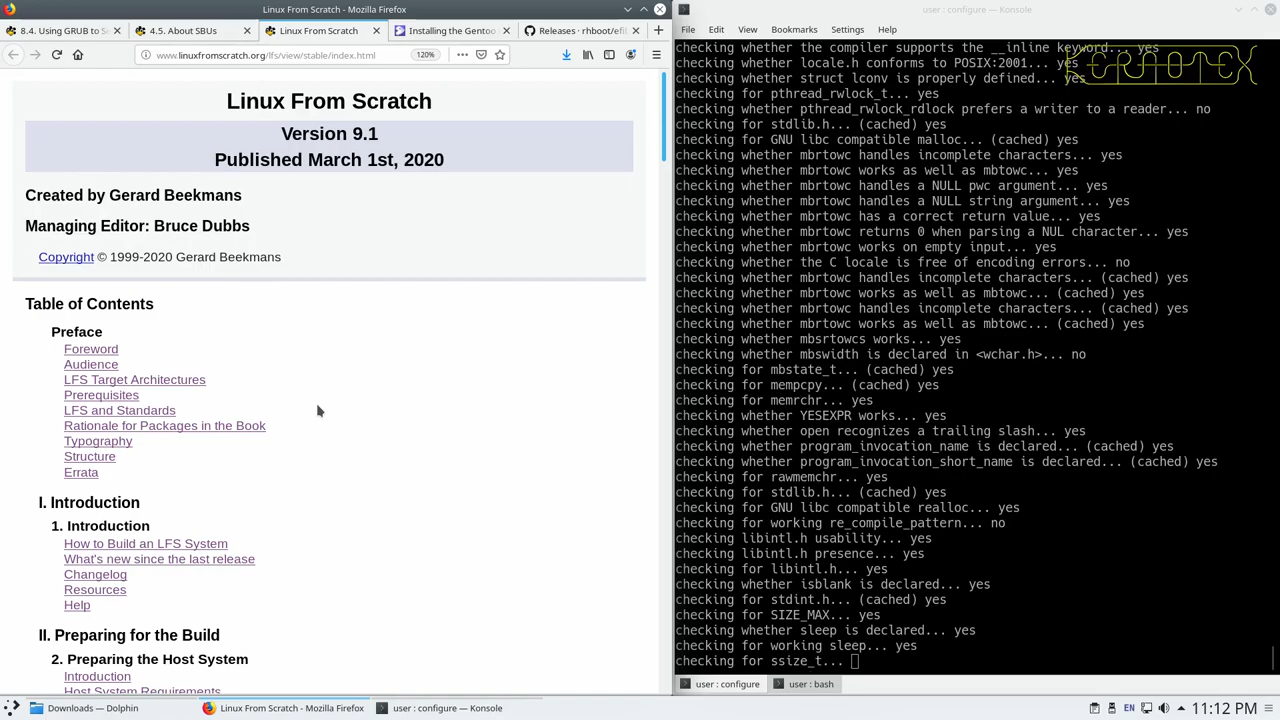 Linux From Scratch - Mozilla Firefox
8.4. Using GRUB to Se
4.5. About SBUs
Linux From Scratch
Installing the Gentoo
Releases · rhboot/efil
www.linuxfromscratch.org/lfs/view/stable/index.html
120%
Linux From Scratch
Version 9.1
Published March 1st, 2020
Created by Gerard Beekmans
Managing Editor: Bruce Dubbs
Copyright © 1999-2020 Gerard Beekmans
Table of Contents
Preface
Foreword
Audience
LFS Target Architectures
Prerequisites
LFS and Standards
Rationale for Packages in the Book
Typography
Structure
Errata
I. Introduction
1. Introduction
How to Build an LFS System
What's new since the last release
Changelog
Resources
Help
II. Preparing for the Build
2. Preparing the Host System
Introduction
Host System Requirements
user : configure — Konsole
File Edit View Bookmarks Settings Help
checking whether the compiler supports the __inline keyword... yes
checking whether locale.h conforms to POSIX:2001... yes
checking whether struct lconv is properly defined... yes
checking for pthread_rwlock_t... yes
checking whether pthread_rwlock_rdlock prefers a writer to a reader... no
checking for stdlib.h... (cached) yes
checking for GNU libc compatible malloc... (cached) yes
checking whether mbrtowc handles incomplete characters... yes
checking whether mbrtowc works as well as mbtowc... yes
checking whether mbrtowc handles a NULL pwc argument... yes
checking whether mbrtowc handles a NULL string argument... yes
checking whether mbrtowc has a correct return value... yes
checking whether mbrtowc returns 0 when parsing a NUL character... yes
checking whether mbrtowc works on empty input... yes
checking whether the C locale is free of encoding errors... no
checking whether mbrtowc handles incomplete characters... (cached) yes
checking whether mbrtowc works as well as mbtowc... (cached) yes
checking whether mbrtowc handles incomplete characters... (cached) yes
checking whether mbrtowc works as well as mbtowc... (cached) yes
checking whether mbsrtowcs works... yes
checking whether mbswidth is declared in <wchar.h>... no
checking for mbstate_t... (cached) yes
checking for mempcpy... (cached) yes
checking for memrchr... yes
checking whether YESEXPR works... yes
checking whether open recognizes a trailing slash... yes
checking whether program_invocation_name is declared... (cached) yes
checking whether program_invocation_short_name is declared... (cached) yes
checking for rawmemchr... yes
checking for stdlib.h... (cached) yes
checking for GNU libc compatible realloc... yes
checking for working re_compile_pattern... no
checking libintl.h usability... yes
checking libintl.h presence... yes
checking for libintl.h... yes
checking whether isblank is declared... yes
checking for stdint.h... (cached) yes
checking for SIZE_MAX... yes
checking whether sleep is declared... yes
checking for working sleep... yes
checking for ssize_t...
user : configure
user : bash
Downloads — Dolphin
Linux From Scratch - Mozilla Firefox
user : configure — Konsole
EN
11:12 PM